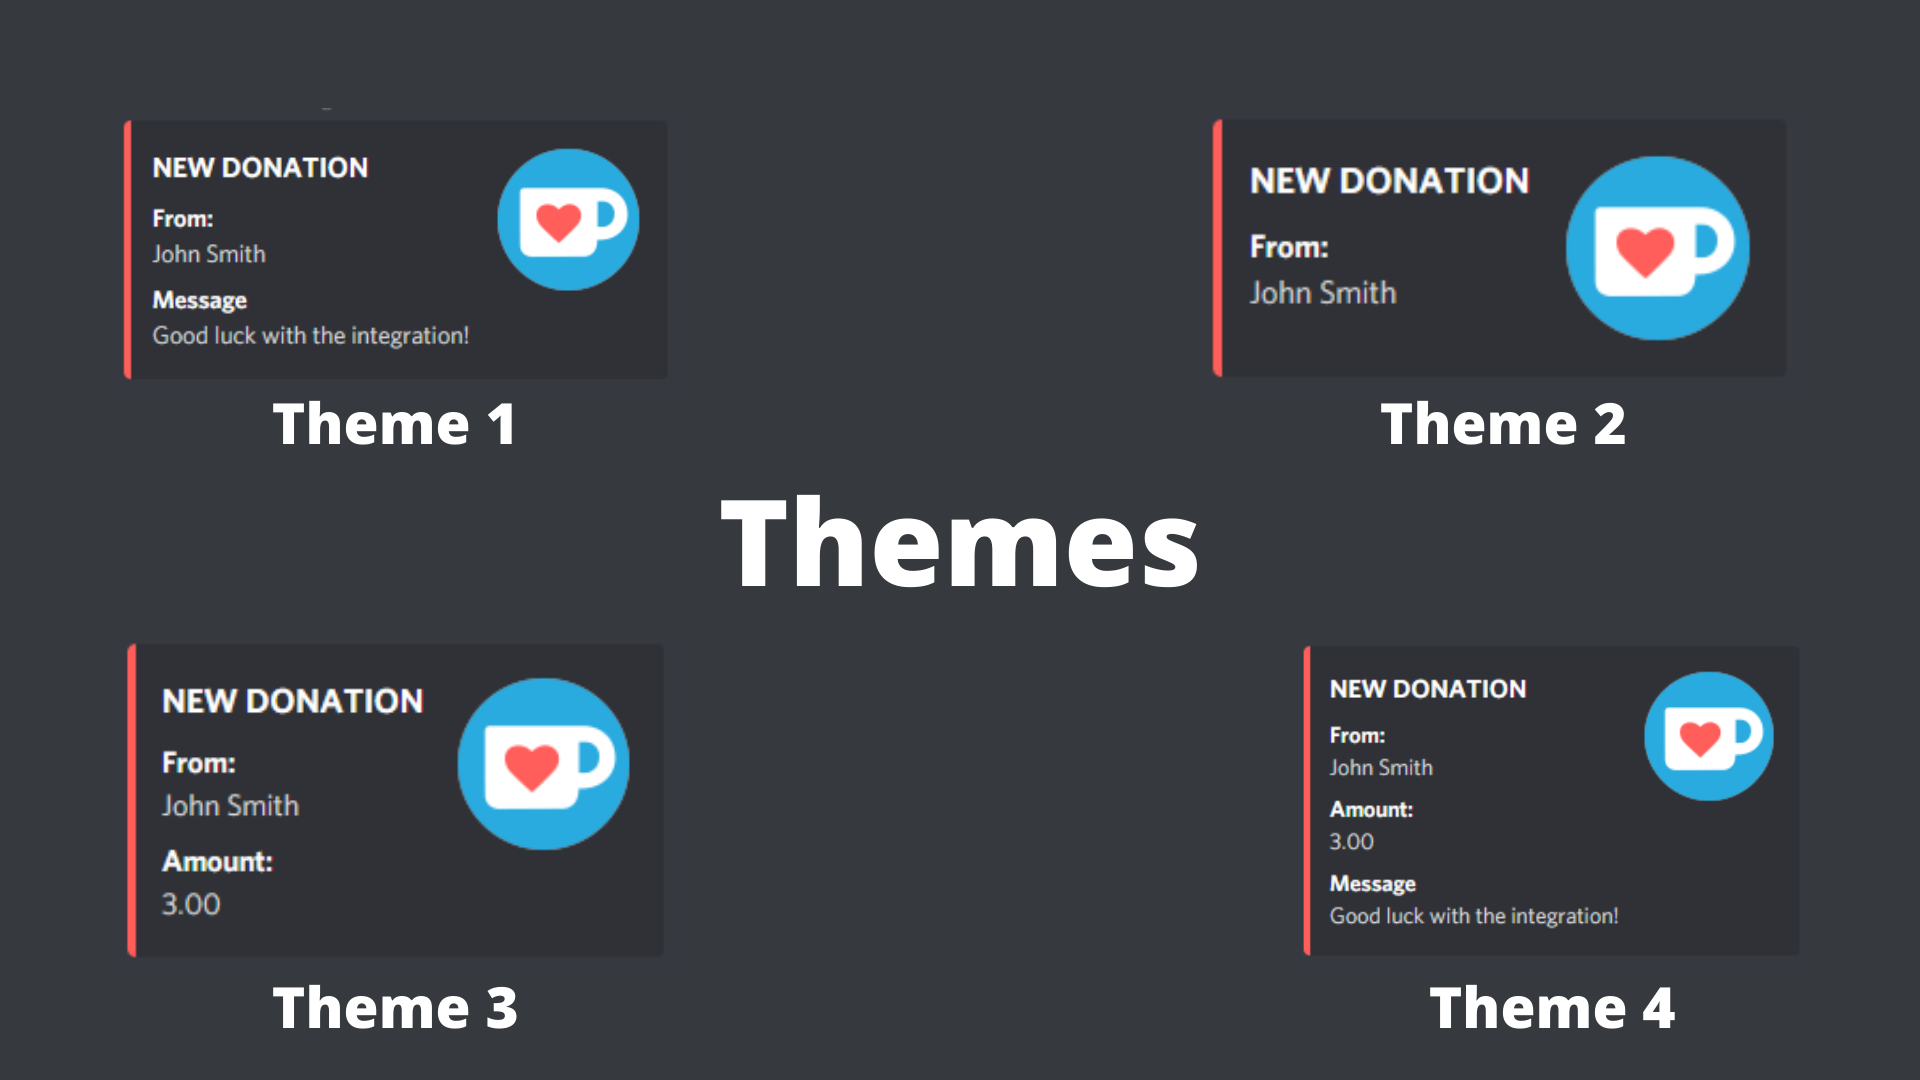 NEW DONATION
From:
John Smith
Message
Good luck with the integration!
Theme 1
NEW DONATION
From:
John Smith
Theme 2
Themes
NEW DONATION
From:
John Smith
Amount:
3.00
Theme 3
NEW DONATION
From:
John Smith
Amount:
3.00
Message
Good luck with the integration!
Theme 4